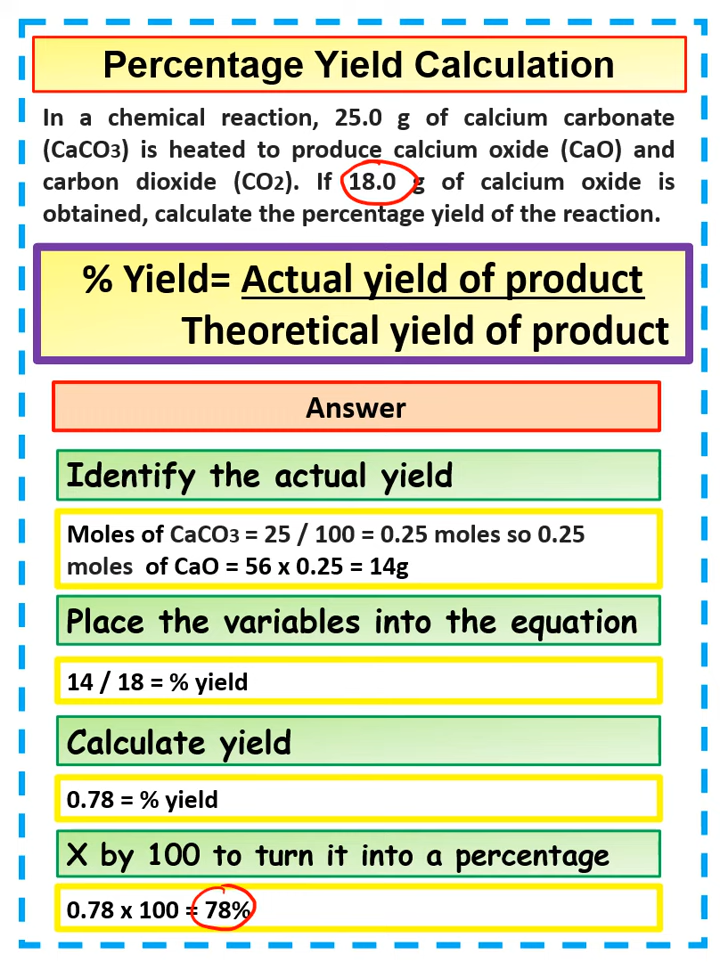 Percentage Yield Calculation
In a chemical reaction, 25.0 g of calcium carbonate
(CaCO3) is heated to produce calcium oxide (CaO) and
carbon dioxide (CO2). If 18.0 g of calcium oxide is
obtained, calculate the percentage yield of the reaction.
% Yield= Actual yield of product
Theoretical yield of product
Answer
Identify the actual yield
Moles of CaCO3 = 25 / 100 = 0.25 moles so 0.25
moles of CaO = 56 x 0.25 = 14g
Place the variables into the equation
14 / 18 = % yield
Calculate yield
0.78 = % yield
X by 100 to turn it into a percentage
0.78 x 100 = 78%